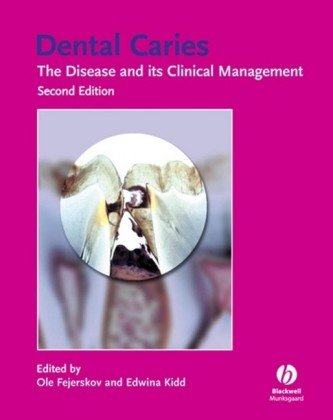 Dental Caries
The Disease and its Clinical Management
Second Edition
Edited by
Ole Fejerskov and Edwina Kidd
Blackwell
Munksgaard